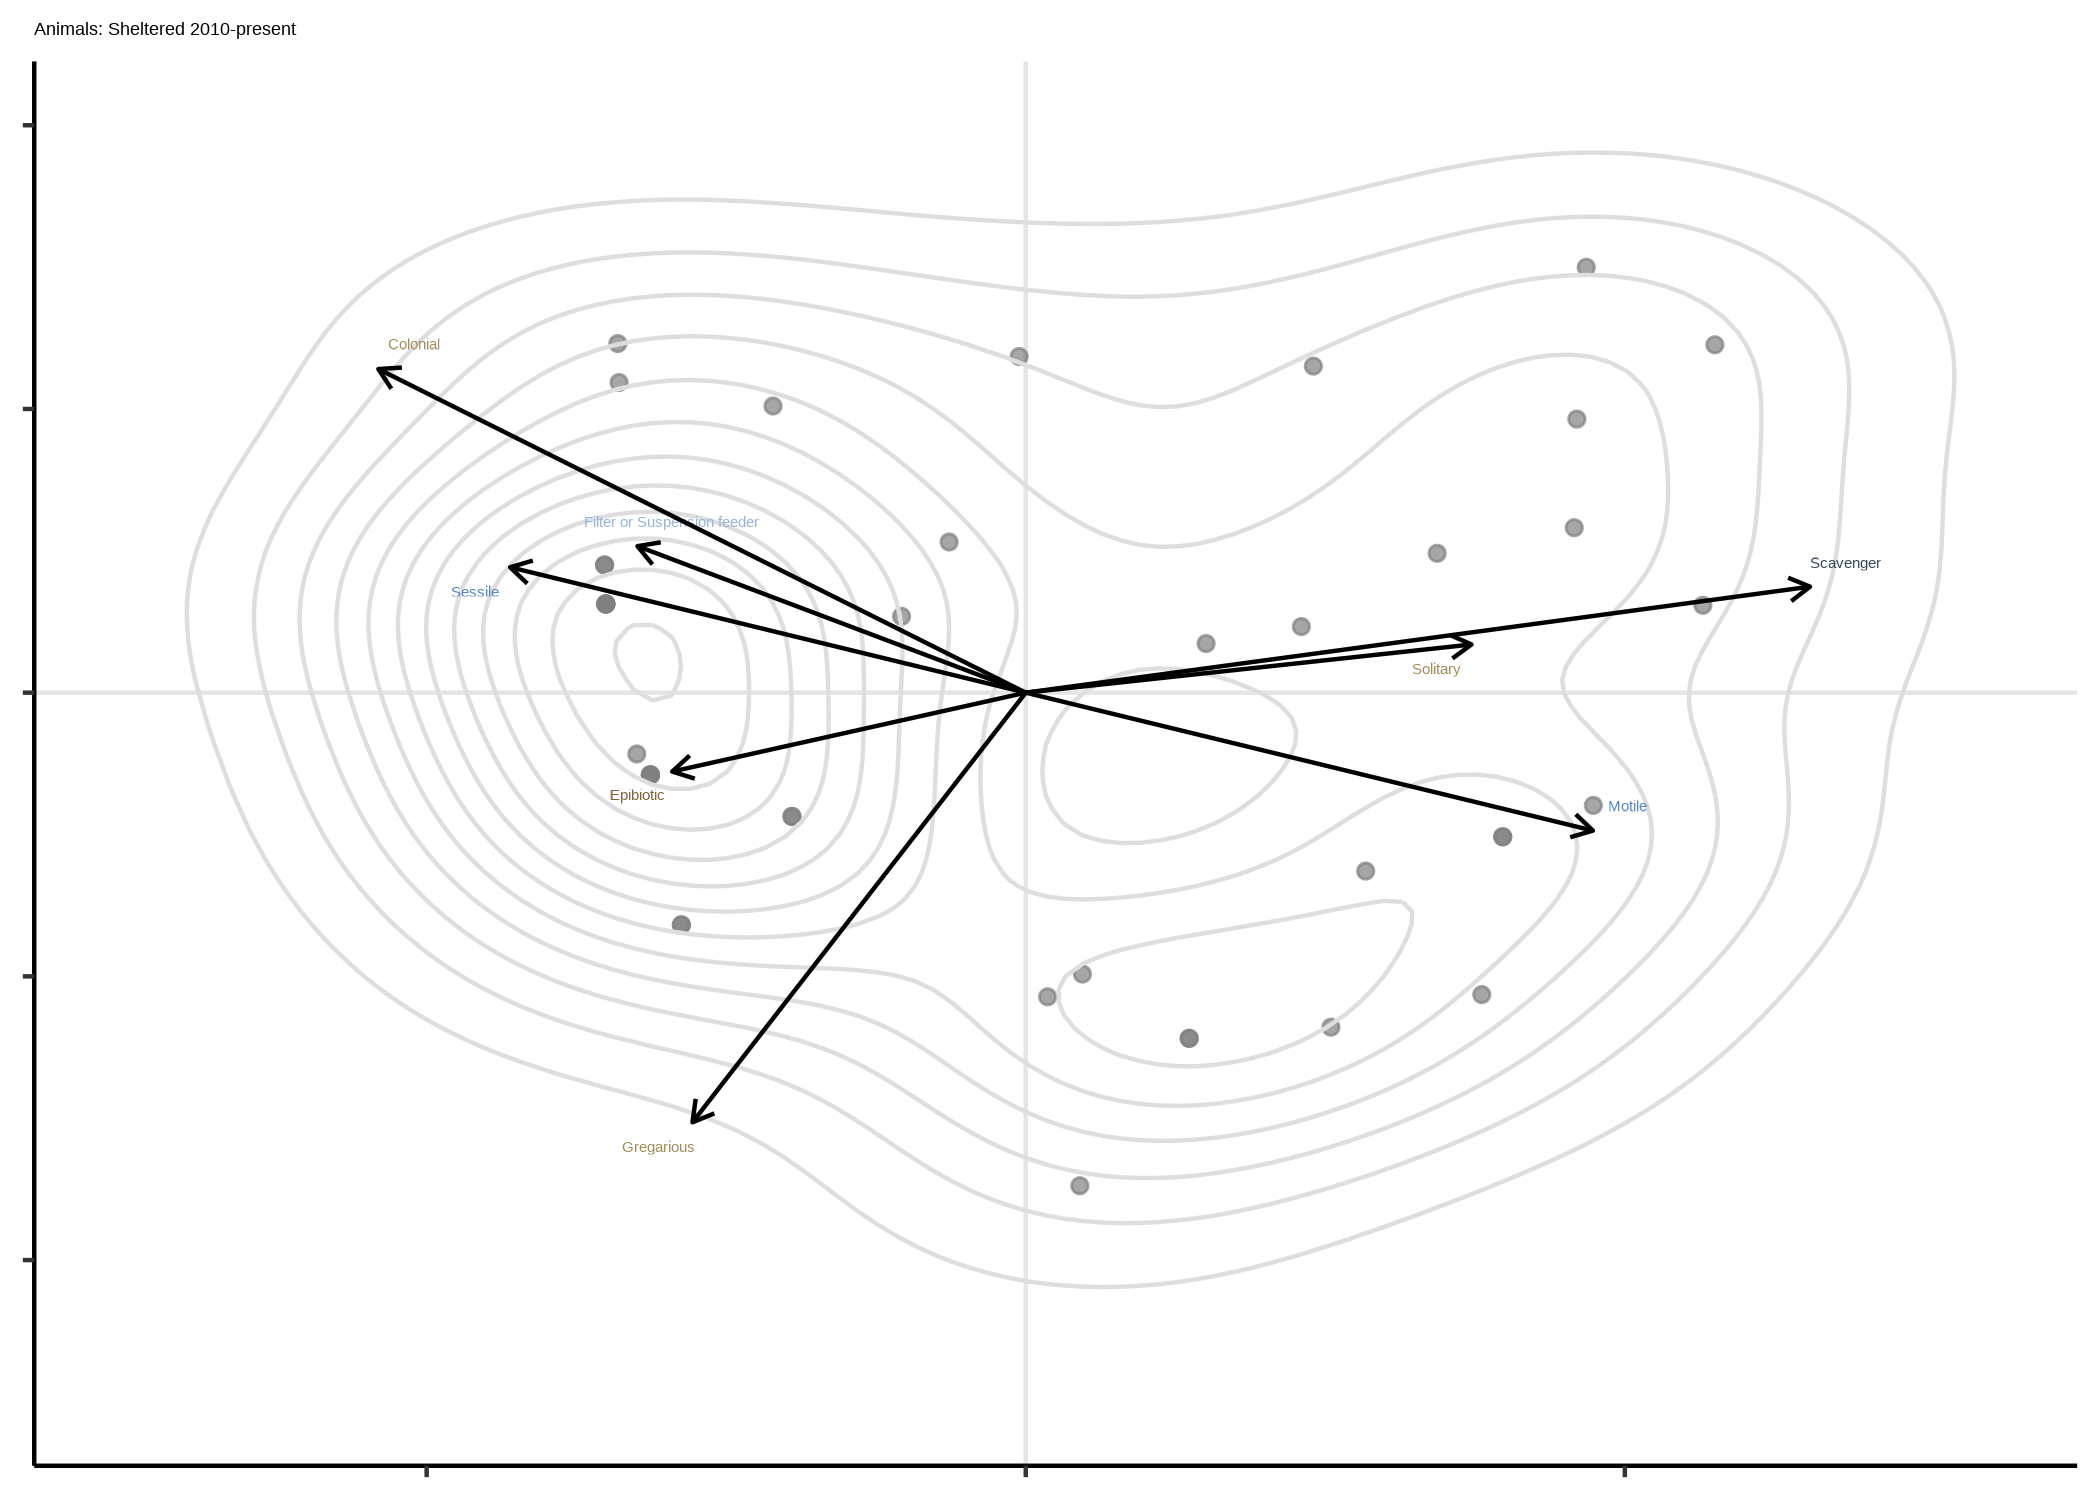 Animals: Sheltered 2010-present
Colonial
Filter or Suspension feeder
Scavenger
Sessile
Solitary
Epibiotic
Motile
Gregarious